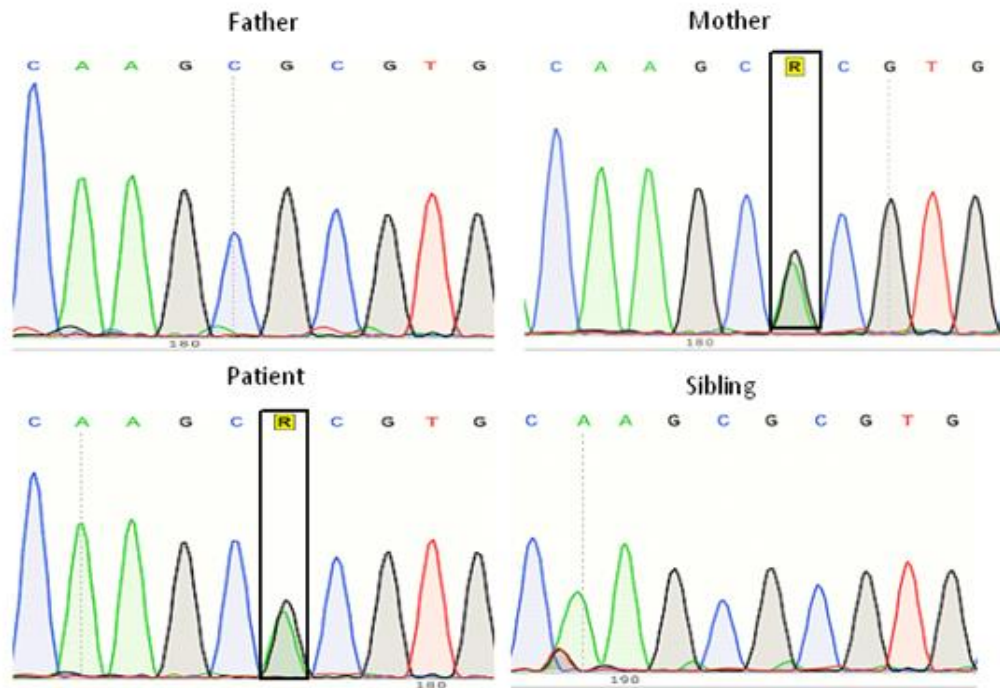 Father
C A A G C G C G T G
180
Mother
C A A G C R C G T G
180
Patient
C A A G C R C G T G
180
Sibling
C A A G C G C G T G
190